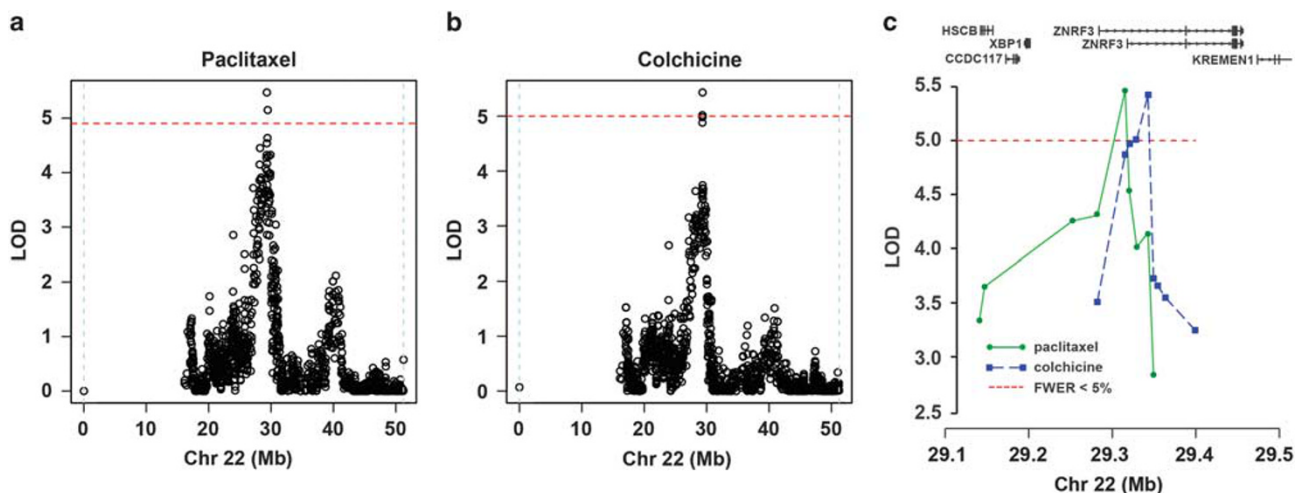 a
Paclitaxel
LOD
5
4
3
2
1
0
0 10 20 30 40 50
Chr 22 (Mb)
b
Colchicine
LOD
5
4
3
2
1
0
0 10 20 30 40 50
Chr 22 (Mb)
c
HSCB
XBP1
CCDC117
ZNRF3
ZNRF3
KREMEN1
LOD
5.5
5.0
4.5
4.0
3.5
3.0
2.5
paclitaxel
colchicine
FWER < 5%
29.1 29.2 29.3 29.4 29.5
Chr 22 (Mb)